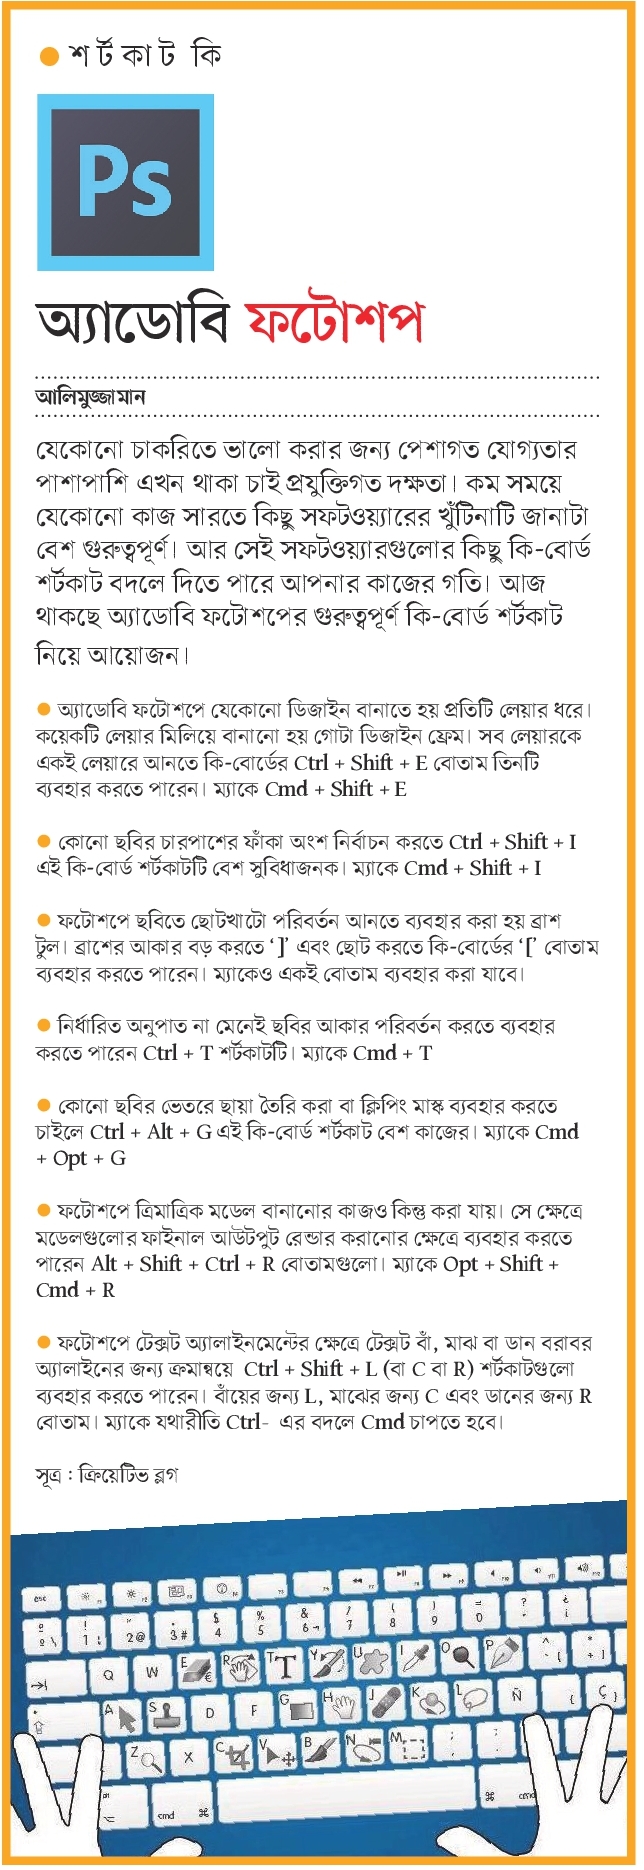 শর্টকাট কি
Ps
অ্যাডোবি ফটোশপ
আলিমুজ্জামান
যেকোনো চাকরিতে ভালো করার জন্য পেশাগত যোগ্যতার
পাশাপাশি এখন থাকা চাই প্রযুক্তিগত দক্ষতা। কম সময়ে
যেকোনো কাজ সারতে কিছু সফটওয়্যারের খুঁটিনাটি জানাটা
বেশ গুরুত্বপূর্ণ। আর সেই সফটওয়্যারগুলোর কিছু কি-বোর্ড
শর্টকাট বদলে দিতে পারে আপনার কাজের গতি। আজ
থাকছে অ্যাডোবি ফটোশপের গুরুত্বপূর্ণ কি-বোর্ড শর্টকাট
নিয়ে আয়োজন।
● অ্যাডোবি ফটোশপে যেকোনো ডিজাইন বানাতে হয় প্রতিটি লেয়ার ধরে।
কয়েকটি লেয়ার মিলিয়ে বানানো হয় গোটা ডিজাইন ফ্রেম। সব লেয়ারকে
একই লেয়ারে আনতে কি-বোর্ডের Ctrl + Shift + E বোতাম তিনটি
ব্যবহার করতে পারেন। ম্যাকে Cmd + Shift + E
● কোনো ছবির চারপাশের ফাঁকা অংশ নির্বাচন করতে Ctrl + Shift + I
এই কি-বোর্ড শর্টকাটটি বেশ সুবিধাজনক। ম্যাকে Cmd + Shift + I
● ফটোশপে ছবিতে ছোটখাটো পরিবর্তন আনতে ব্যবহার করা হয় ব্রাশ
টুল। ব্রাশের আকার বড় করতে ‘]’ এবং ছোট করতে কি-বোর্ডের ‘[’ বোতাম
ব্যবহার করতে পারেন। ম্যাকেও একই বোতাম ব্যবহার করা যাবে।
● নির্ধারিত অনুপাত না মেনেই ছবির আকার পরিবর্তন করতে ব্যবহার
করতে পারেন Ctrl + T শর্টকাটটি। ম্যাকে Cmd + T
● কোনো ছবির ভেতরে ছায়া তৈরি করা বা ক্লিপিং মাস্ক ব্যবহার করতে
চাইলে Ctrl + Alt + G এই কি-বোর্ড শর্টকাট বেশ কাজের। ম্যাকে Cmd
+ Opt + G
● ফটোশপে ত্রিমাত্রিক মডেল বানানোর কাজও কিন্তু করা যায়। সে ক্ষেত্রে
মডেলগুলোর ফাইনাল আউটপুট রেন্ডার করানোর ক্ষেত্রে ব্যবহার করতে
পারেন Alt + Shift + Ctrl + R বোতামগুলো। ম্যাকে Opt + Shift +
Cmd + R
● ফটোশপে টেক্সট অ্যালাইনমেন্টের ক্ষেত্রে টেক্সট বাঁ, মাঝ বা ডান বরাবর
অ্যালাইনের জন্য ক্রমান্বয়ে Ctrl + Shift + L (বা C বা R) শর্টকাটগুলো
ব্যবহার করতে পারেন। বাঁয়ের জন্য L, মাঝের জন্য C এবং ডানের জন্য R
বোতাম। ম্যাকে যথারীতি Ctrl- এর বদলে Cmd চাপতে হবে।
সূত্র : ক্রিয়েটিভ ব্লগ
esc
Q W E R T Y U I O P
A S D F G H J K L Ñ Ç
Z X C V B N M
cmd cmd